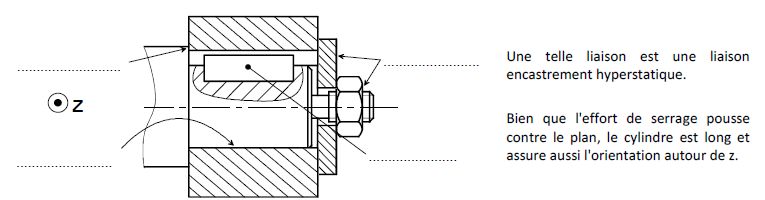 z
Une telle liaison est une liaison
encastrement hyperstatique.
Bien que l'effort de serrage pousse
contre le plan, le cylindre est long et
assure aussi l'orientation autour de z.